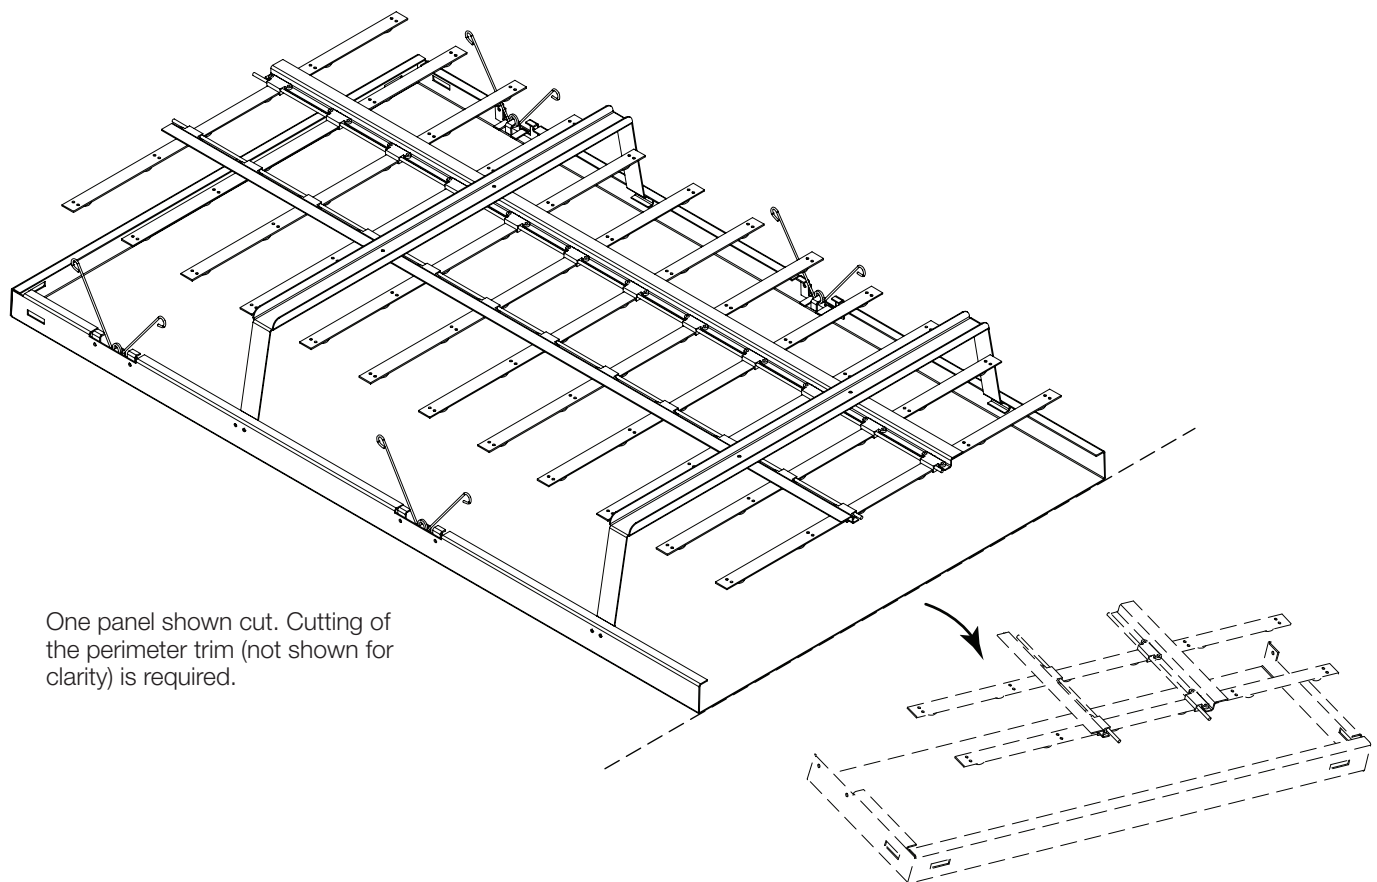 One panel shown cut. Cutting of
the perimeter trim (not shown for
clarity) is required.